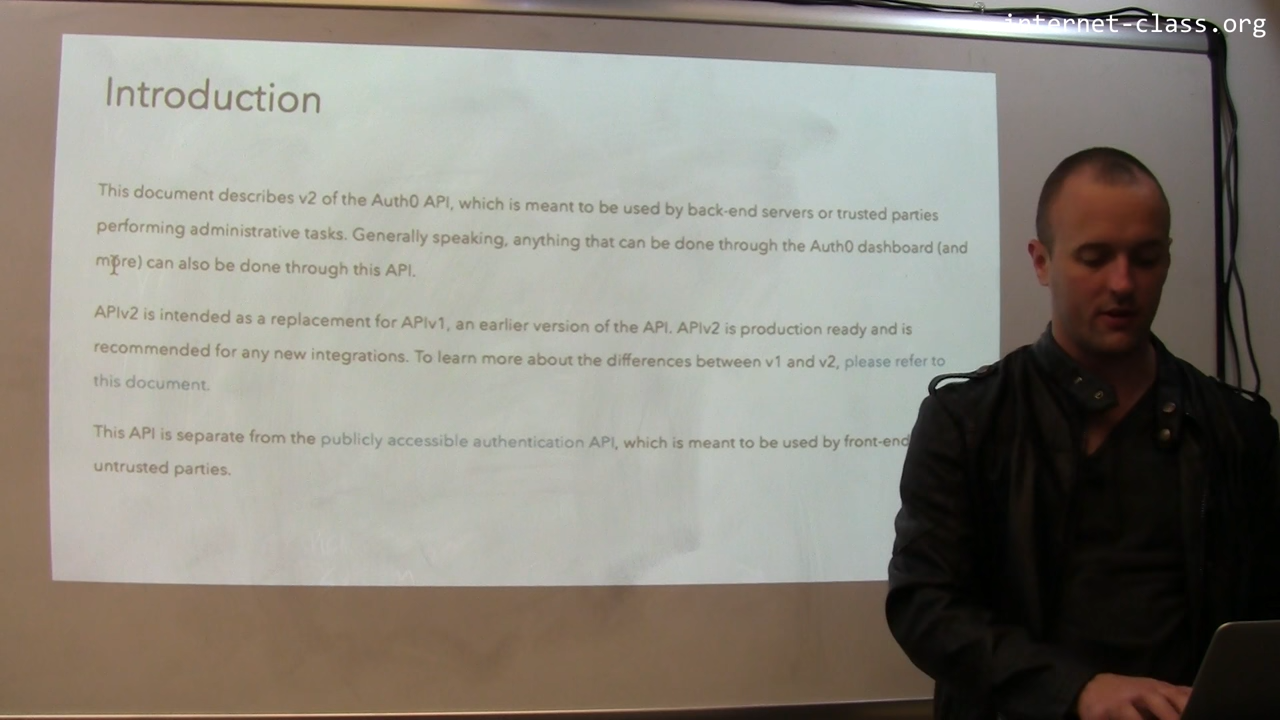 internet-class.org
Introduction
This document describes v2 of the Auth0 API, which is meant to be used by back-end servers or trusted parties
performing administrative tasks. Generally speaking, anything that can be done through the Auth0 dashboard (and
more) can also be done through this API.
APIv2 is intended as a replacement for APIv1, an earlier version of the API. APIv2 is production ready and is
recommended for any new integrations. To learn more about the differences between v1 and v2, please refer to
this document.
This API is separate from the publicly accessible authentication API, which is meant to be used by front-end
untrusted parties.